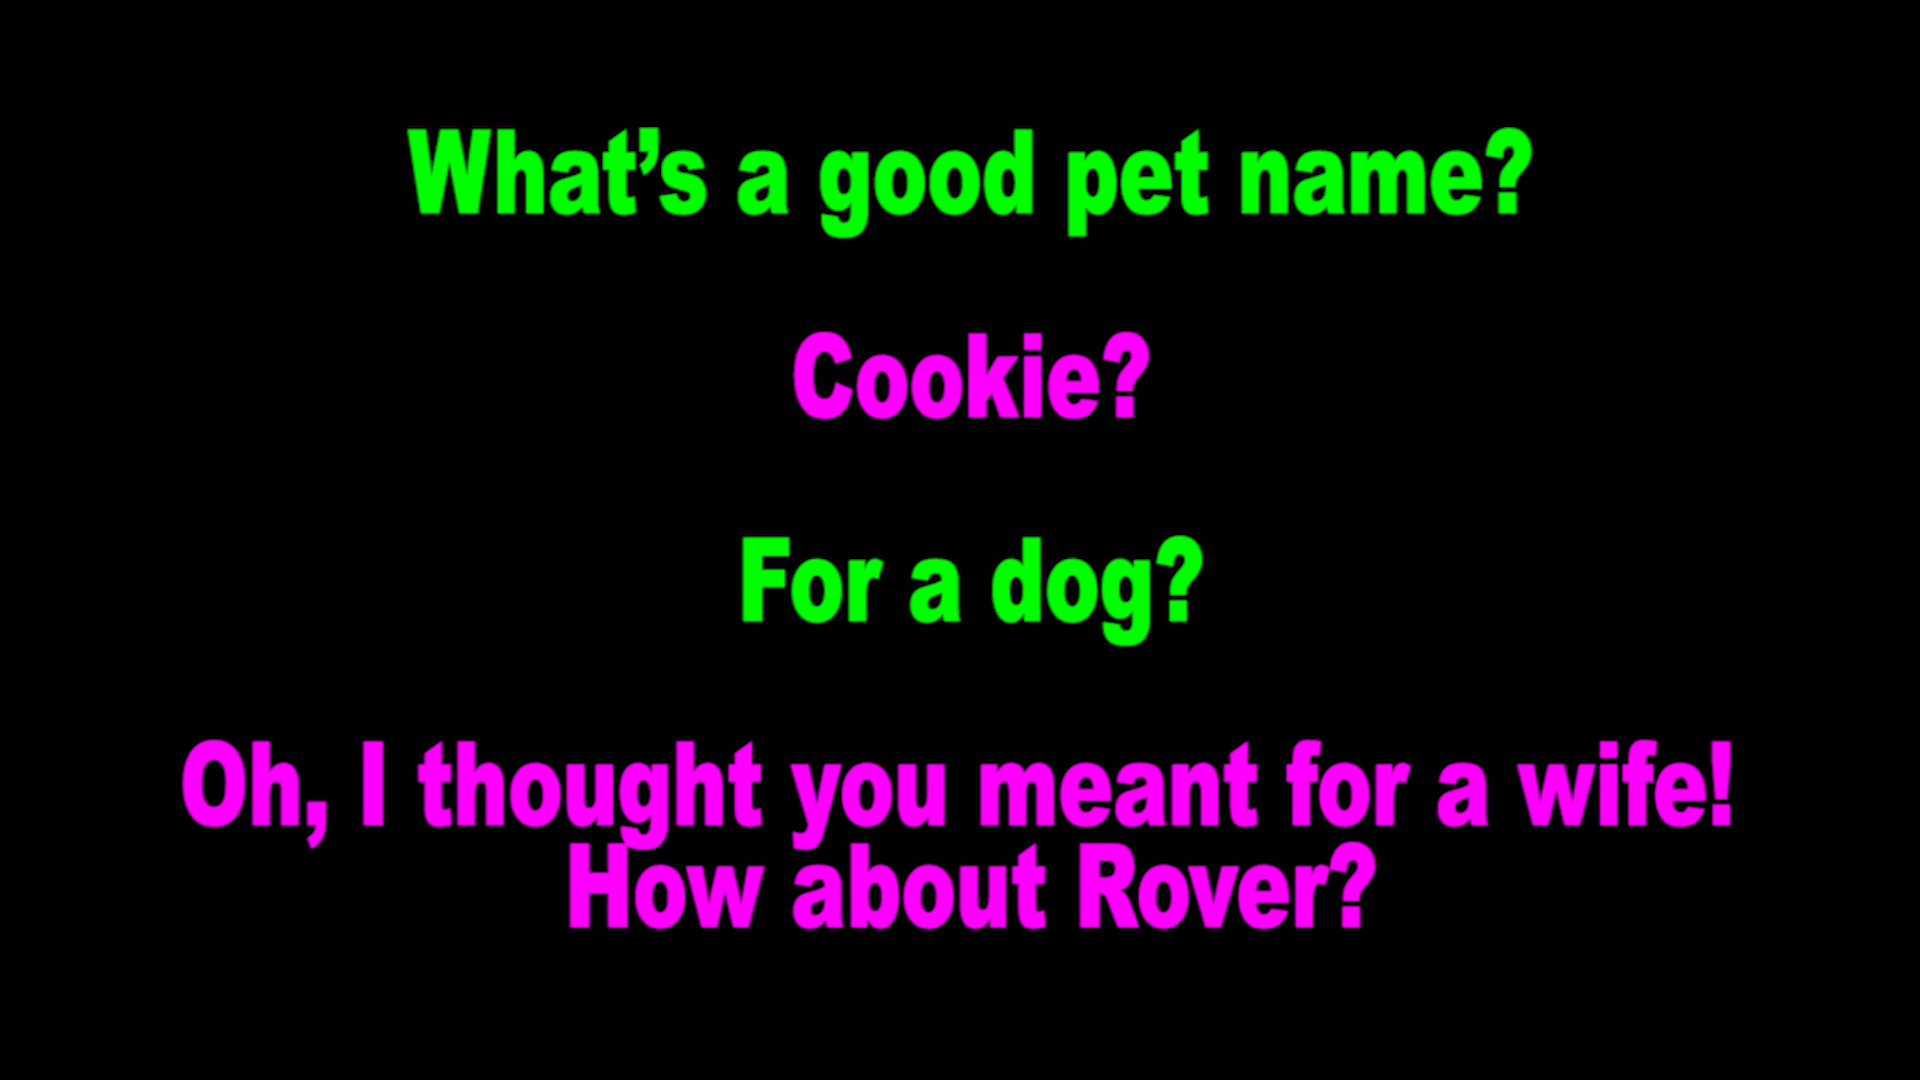 What’s a good pet name?
Cookie?
For a dog?
Oh, I thought you meant for a wife!
How about Rover?